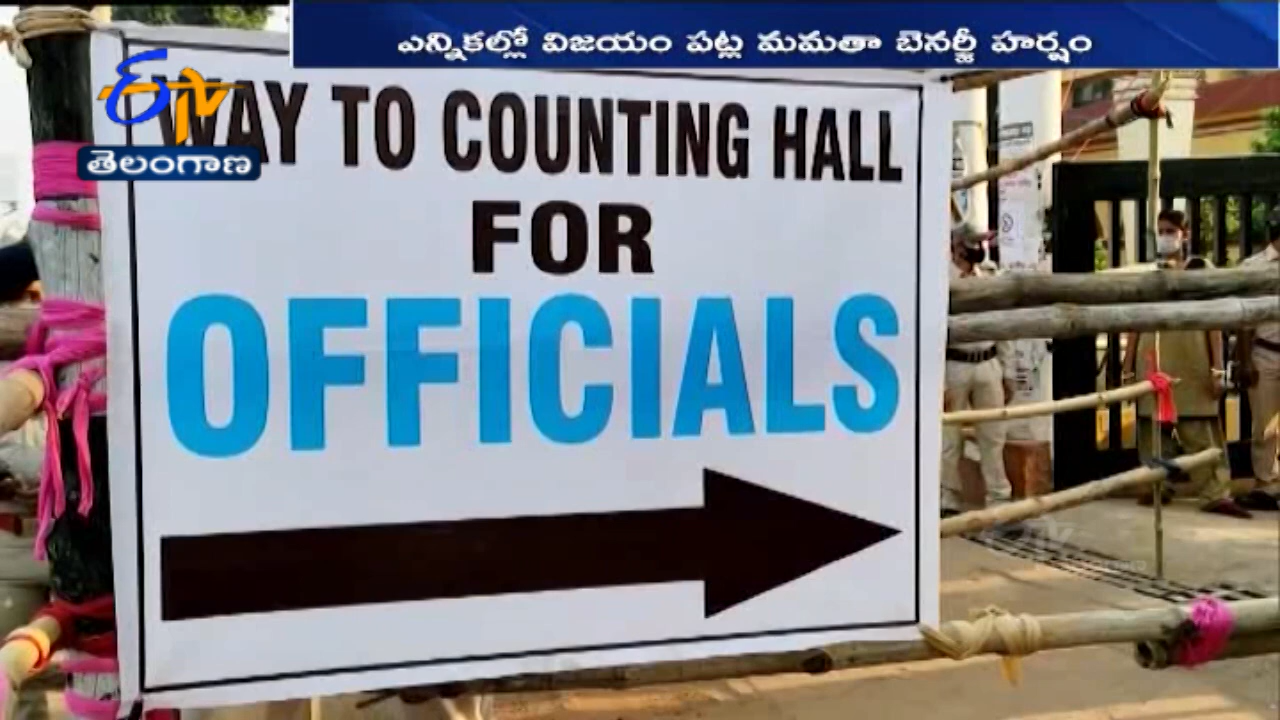 ఎన్నికల్లో విజయం పట్ల మమతా బెనర్జీ హర్షం
ETV
తెలంగాణ
WAY TO COUNTING HALL
FOR
OFFICIALS